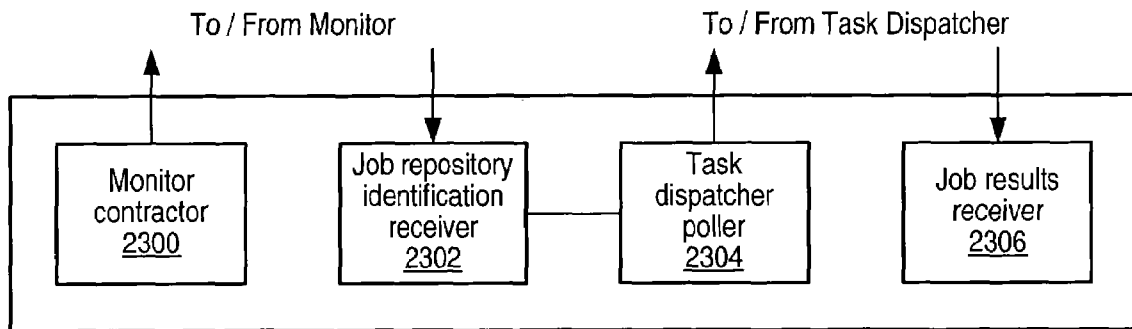 To / From Monitor
To / From Task Dispatcher
Monitor
contractor
2300
Job repository
identification
receiver
2302
Task
dispatcher
poller
2304
Job results
receiver
2306